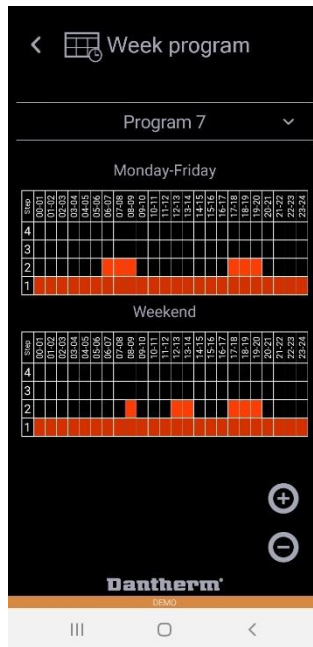 Week program
Program 7
Monday-Friday
Step 00-01 01-02 02-03 03-04 04-05 05-06 06-07 07-08 08-09 09-10 10-11 11-12 12-13 13-14 14-15 15-16 16-17 17-18 18-19 19-20 20-21 21-22 22-23 23-24
4
3
2
1
Weekend
Step 00-01 01-02 02-03 03-04 04-05 05-06 06-07 07-08 08-09 09-10 10-11 11-12 12-13 13-14 14-15 15-16 16-17 17-18 18-19 19-20 20-21 21-22 22-23 23-24
4
3
2
1
Dantherm
DEMO